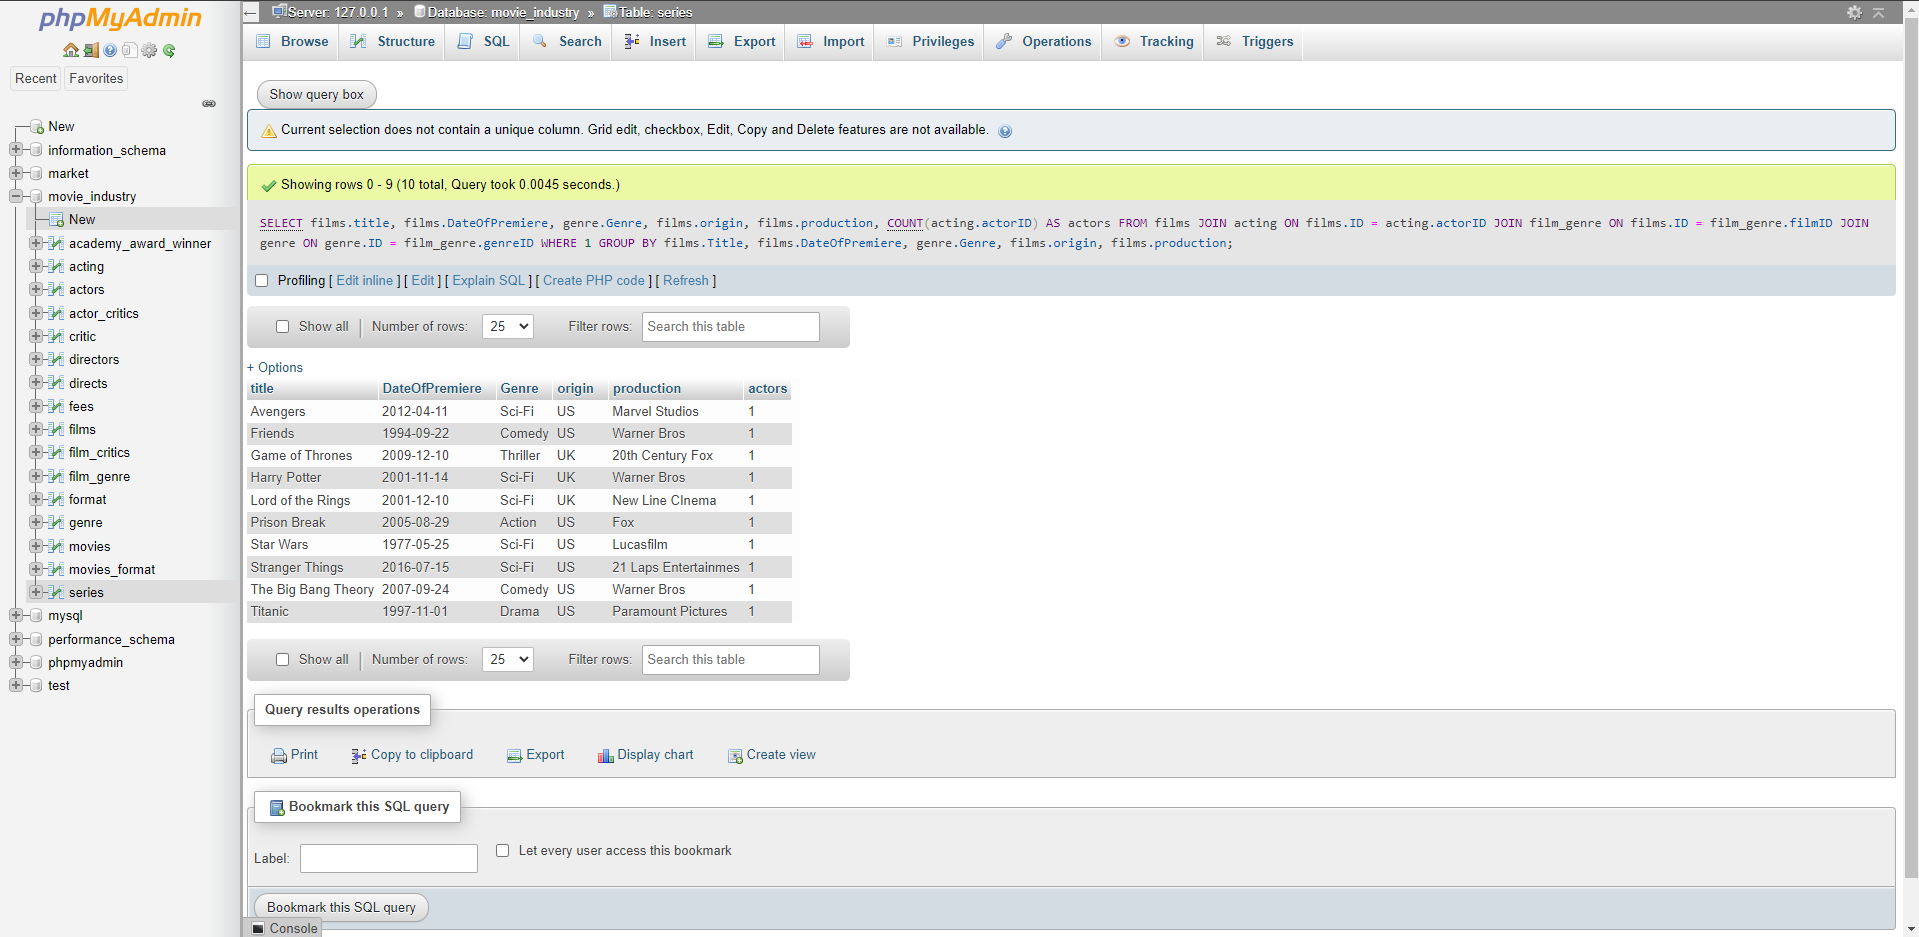 phpMyAdmin
Recent Favorites
New
information_schema
market
movie_industry
New
academy_award_winner
acting
actors
actor_critics
critic
directors
directs
fees
films
film_critics
film_genre
format
genre
movies
movies_format
series
mysql
performance_schema
phpmyadmin
test
Server: 127.0.0.1 » Database: movie_industry » Table: series
Browse Structure SQL Search Insert Export Import Privileges Operations Tracking Triggers
Show query box
Current selection does not contain a unique column. Grid edit, checkbox, Edit, Copy and Delete features are not available.
Showing rows 0 - 9 (10 total, Query took 0.0045 seconds.)
SELECT films.title, films.DateOfPremiere, genre.Genre, films.origin, films.production, COUNT(acting.actorID) AS actors FROM films JOIN acting ON films.ID = acting.actorID JOIN film_genre ON films.ID = film_genre.filmID JOIN
genre ON genre.ID = film_genre.genreID WHERE 1 GROUP BY films.Title, films.DateOfPremiere, genre.Genre, films.origin, films.production;
Profiling [ Edit inline ] [ Edit ] [ Explain SQL ] [ Create PHP code ] [ Refresh ]
Show all | Number of rows: 25 Filter rows: Search this table
+ Options
title DateOfPremiere Genre origin production actors
Avengers 2012-04-11 Sci-Fi US Marvel Studios 1
Friends 1994-09-22 Comedy US Warner Bros 1
Game of Thrones 2009-12-10 Thriller UK 20th Century Fox 1
Harry Potter 2001-11-14 Sci-Fi UK Warner Bros 1
Lord of the Rings 2001-12-10 Sci-Fi UK New Line CInema 1
Prison Break 2005-08-29 Action US Fox 1
Star Wars 1977-05-25 Sci-Fi US Lucasfilm 1
Stranger Things 2016-07-15 Sci-Fi US 21 Laps Entertainmes 1
The Big Bang Theory 2007-09-24 Comedy US Warner Bros 1
Titanic 1997-11-01 Drama US Paramount Pictures 1
Show all | Number of rows: 25 Filter rows: Search this table
Query results operations
Print Copy to clipboard Export Display chart Create view
Bookmark this SQL query
Label: Let every user access this bookmark
Bookmark this SQL query
Console